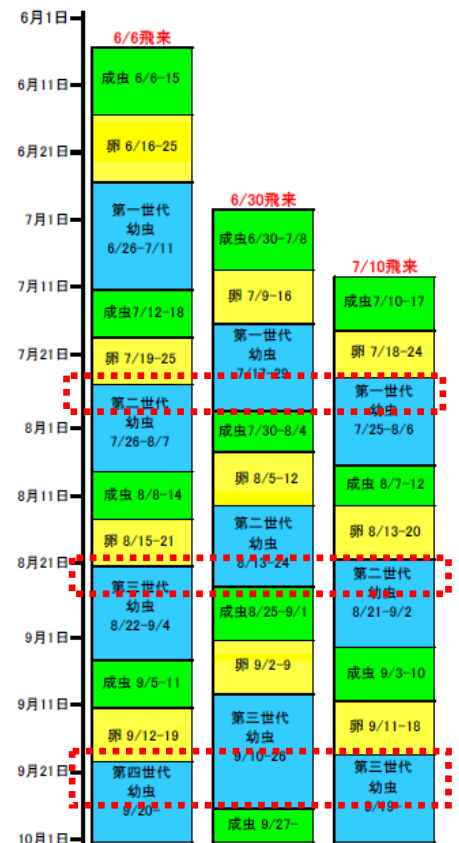 6月1日
6月11日
6月21日
7月1日
7月11日
7月21日
8月1日
8月11日
8月21日
9月1日
9月11日
9月21日
10月1日
6/6飛来
成虫 6/6-15
卵 6/16-25
第一世代
幼虫
6/26-7/11
成虫7/12-18
卵 7/19-25
第二世代
幼虫
7/26-8/7
成虫 8/8-14
卵 8/15-21
第三世代
幼虫
8/22-9/4
成虫 9/5-11
卵 9/12-19
第四世代
幼虫
9/20-
6/30飛来
成虫6/30-7/8
卵 7/9-16
第一世代
幼虫
7/17-29
成虫7/30-8/4
卵 8/5-12
第二世代
幼虫
8/13-24
成虫8/25-9/1
卵 9/2-9
第三世代
幼虫
9/10-26
成虫 9/27-
7/10飛来
成虫7/10-17
卵 7/18-24
第一世代
幼虫
7/25-8/6
成虫 8/7-12
卵 8/13-20
第二世代
幼虫
8/21-9/2
成虫 9/3-10
卵 9/11-18
第三世代
幼虫
9/19-